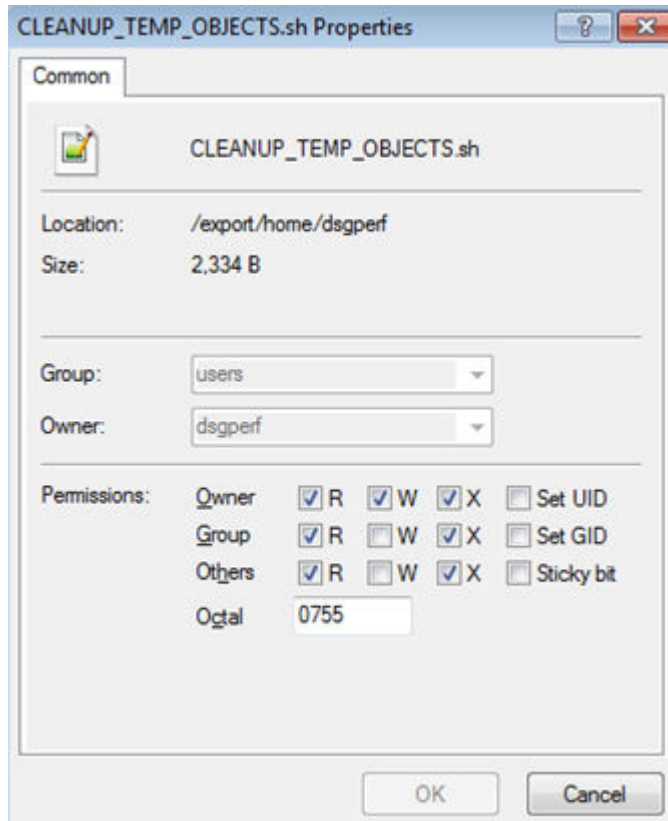 CLEANUP_TEMP_OBJECTS.sh Properties
Common
CLEANUP_TEMP_OBJECTS.sh
Location: /export/home/dsgperf
Size: 2,334 B
Group: users
Owner: dsgperf
Permissions: Owner R W X Set UID
Group R W X Set GID
Others R W X Sticky bit
Octal 0755
OK Cancel